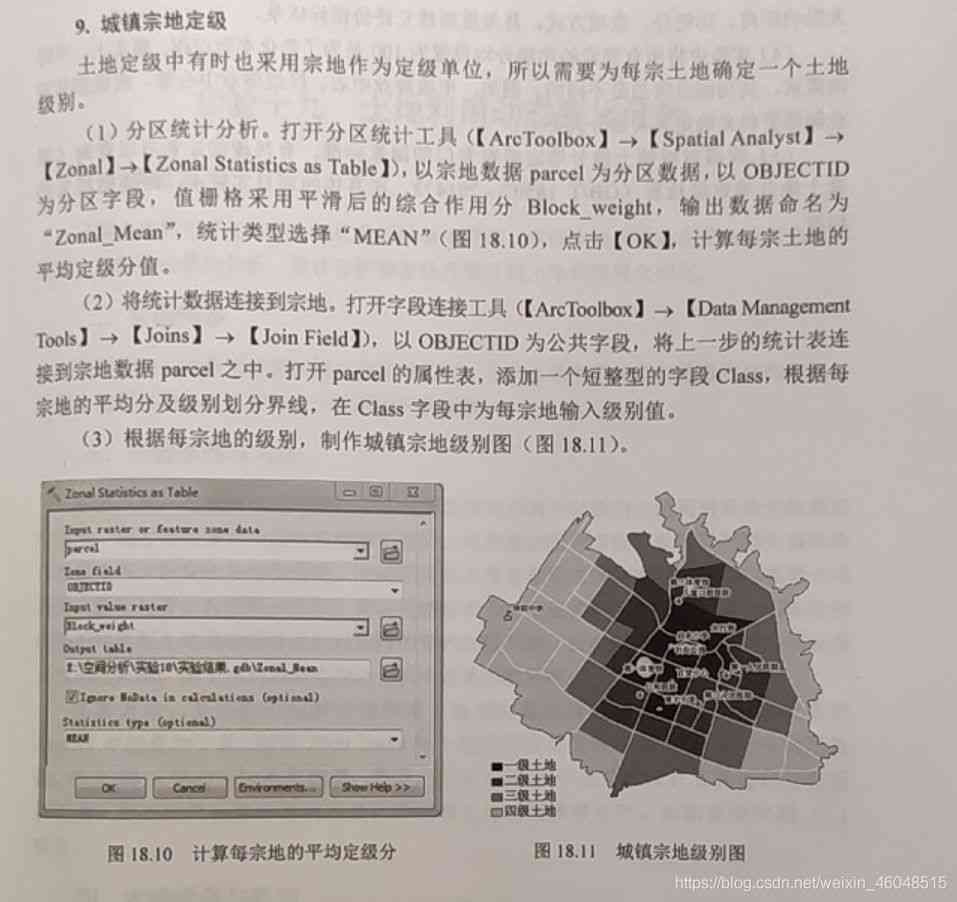 9. 城镇宗地定级
土地定级中有时也采用宗地作为定级单位，所以需要为每宗土地确定一个土地
级别。
（1）分区统计分析。打开分区统计工具（【ArcToolbox】→【Spatial Analyst】→
【Zonal】→【Zonal Statistics as Table】），以宗地数据 parcel 为分区数据，以 OBJECTID
为分区字段，值栅格采用平滑后的综合作用分 Block_weight，输出数据命名为
“Zonal_Mean”，统计类型选择“MEAN”（图 18.10），点击【OK】，计算每宗土地的
平均定级分值。
（2）将统计数据连接到宗地。打开字段连接工具（【ArcToolbox】→【Data Management
Tools】→【Joins】→【Join Field】），以 OBJECTID 为公共字段，将上一步的统计表连
接到宗地数据 parcel 之中。打开 parcel 的属性表，添加一个短整型的字段 Class，根据每
宗地的平均分及级别划分界线，在 Class 字段中为每宗地输入级别值。
（3）根据每宗地的级别，制作城镇宗地级别图（图 18.11）。
Zonal Statistics as Table
Input raster or feature zone data
parcel
Zone field
OBJECTID
Input value raster
Block_weight
Output table
E:\空间分析\实验18\实验结果.gdb\Zonal_Mean
Ignore NoData in calculations (optional)
Statistics type (optional)
MEAN
OK
Cancel
Environments...
Show Help >>
一级土地
二级土地
三级土地
四级土地
图 18.10 计算每宗地的平均定级分
图 18.11 城镇宗地级别图
https://blog.csdn.net/weixin_46048515